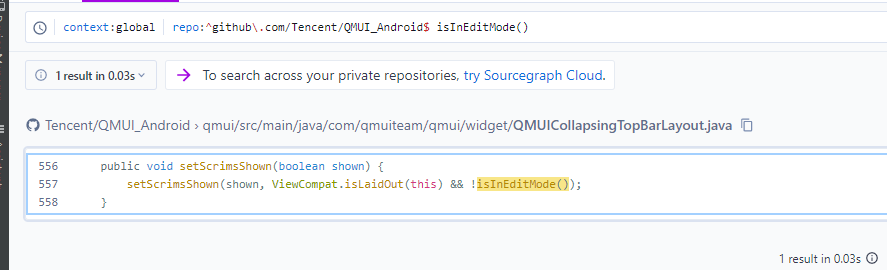 context:global repo:^github\.com/Tencent/QMUI_Android$ isInEditMode()
1 result in 0.03s
To search across your private repositories, try Sourcegraph Cloud.
Tencent/QMUI_Android › qmui/src/main/java/com/qmuiteam/qmui/widget/QMUICollapsingTopBarLayout.java
556 public void setScrimsShown(boolean shown) {
557 setScrimsShown(shown, ViewCompat.isLaidOut(this) && !isInEditMode());
558 }
1 result in 0.03s